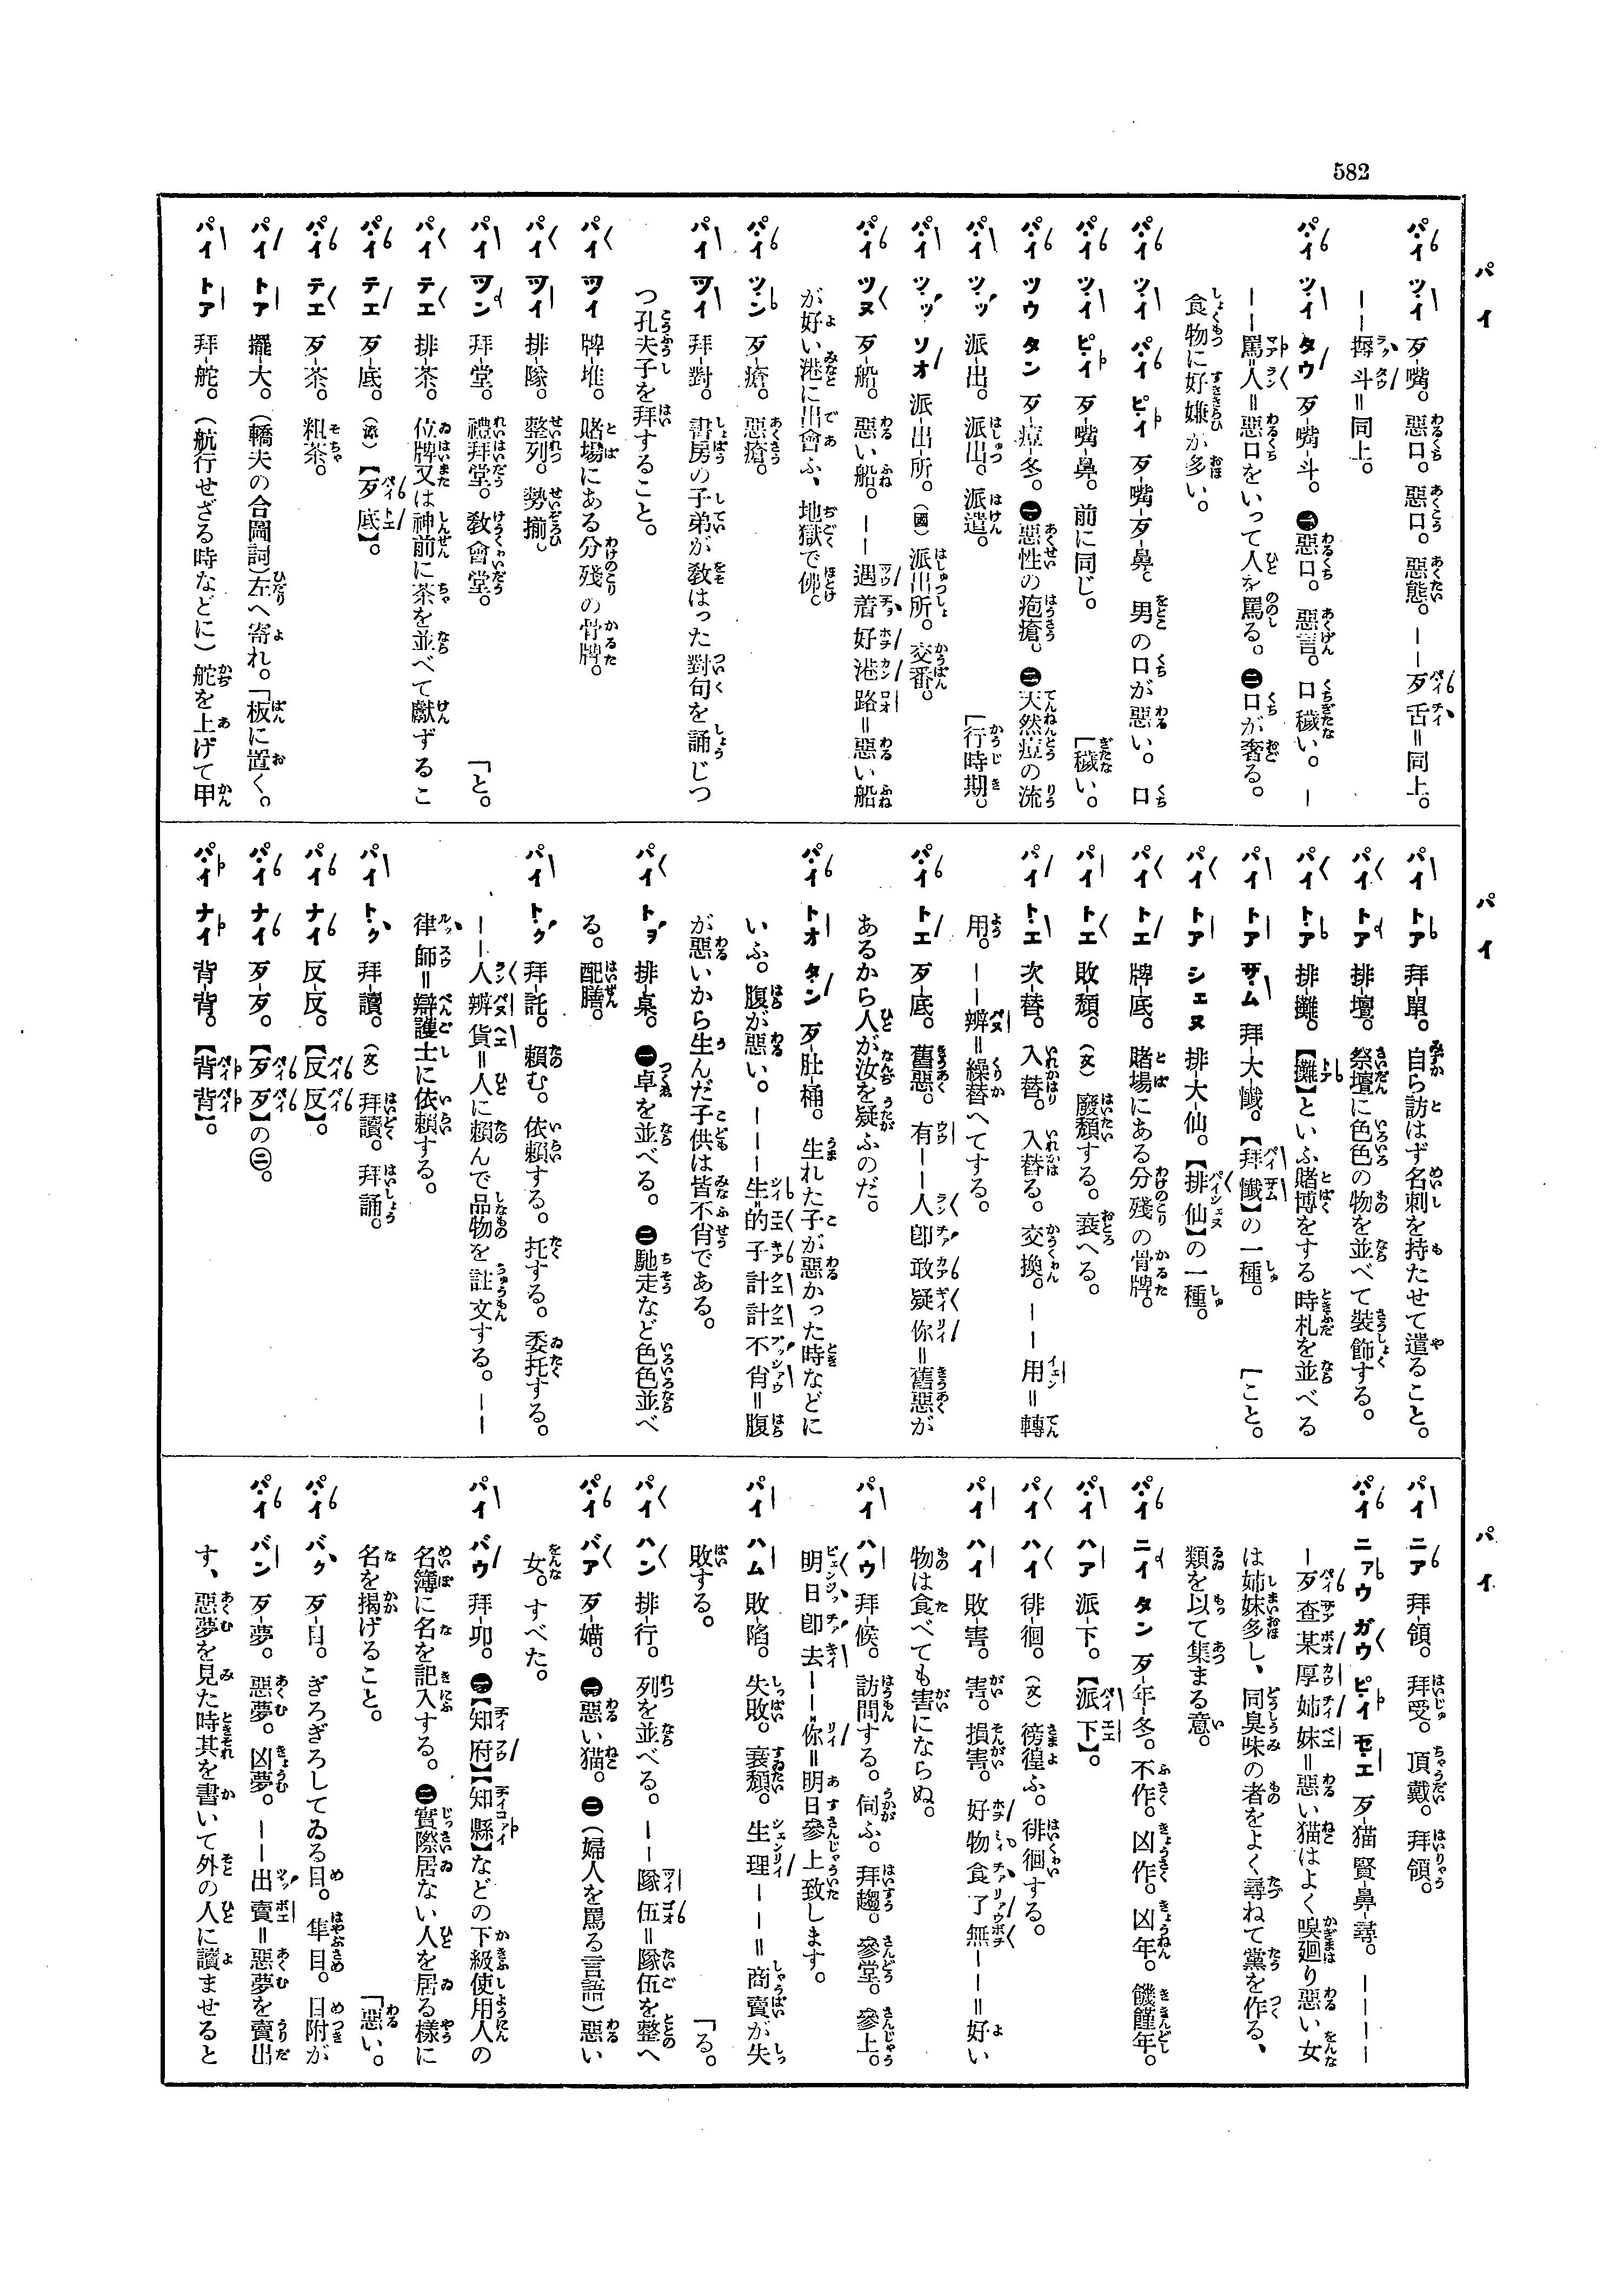 582
パイ
パイ
パイ
パイ ツイ 歹-嘴。 惡口。惡口。惡態。――歹舌＝同上。
――擗斗＝同上。
パイ ツイ タウ 歹-嘴-斗。 ㊀惡口。惡言。口穢い。―
―罵人＝惡口をいって人を罵る。㊁口が奢る。
食物に好嫌が多い。
パイ ツイ パイ ピイ 歹-嘴-歹-鼻。 男の口が惡い。口
パイ ツイ ピイ 歹-嘴-鼻。 前に同じ。 「穢い。
パイ ツウ タン 歹-痘-冬。 ㊀惡性の疱瘡。㊁天然痘の流
パイ ツッ 派-出。 派出。派遣。 「行時期。
パイ ツッ ソオ 派-出-所。 (國) 派出所。交番。
パイ ツヌ 歹-船。 惡い船。――遇着好港路＝惡い船
が好い港に出會ふ、地獄で佛。
パイ ツン 歹-瘡。 惡瘡。
パイ ツイ 拜-對。 書房の子弟が敎はった對句を誦じつ
つ孔夫子を拜すること。
パイ ツイ 牌-堆。 賭場にある分殘の骨牌。
パイ ツイ 排-隊。 整列。勢揃。
パイ ツン 拜-堂。 禮拜堂。敎會堂。 「と。
パイ テエ 排-茶。 位牌又は神前に茶を並べて獻ずるこ
パイ テエ 歹-底。 【歹底】。
パイ テエ 歹-茶。 粗茶。
パイ トア 擺-大。 (轎夫の合圖詞)左へ寄れ。「板に置く。
パイ トア 拜-舵。 (航行せざる時などに) 舵を上げて甲
パイ トア 拜-單。 自ら訪はず名刺を持たせて遣ること。
パイ トア 排-壇。 祭壇に色色の物を並べて裝飾する。
パイ トア 排-攤。 【攤】といふ賭博をする時札を並べる
パイ トア ザム 拜-大-懺。 【拜懺】の一種。 「こと。
パイ トア シェヌ 排-大-仙。 【排仙】の一種。
パイ トエ 牌-底。 賭場にある分殘の骨牌。
パイ トエ 敗-頽。 (文) 廢頽する。衰へる。
パイ トエ 次-替。 入替。入替る。交換。――用＝轉
用。――辨＝繰替へてする。
パイ トエ 歹-底。 舊惡。有――人卽敢疑你＝舊惡が
あるから人が汝を疑ふのだ。
パイ トオ タン 歹-肚-桶。 生れた子が惡かった時などに
いふ。腹が惡い。―――生的子計計不肖＝腹
が惡いから生んだ子供は皆不肖である。
パイ トヲ 排-桌。 ㊀卓を並べる。㊁馳走など色色並べ
る。配膳。
パイ トク 拜-託。 賴む。依賴する。托する。委托する。
――人辨貨＝人に賴んで品物を註文する。――
律師＝辯護士に依賴する。
パイ トク 拜-讀。 (文) 拜讀。拜誦。
パイ ナイ 反-反。 【反反】。
パイ ナイ 歹-歹。 【歹歹】の㊁。
パイ ナイ 背-背。 【背背】。
パイ ニア 拜-領。 拜受。頂戴。拜領。
パイ ニアウ ガウ ピイ モエ 歹-猫 賢-鼻-尋。 ――――
―歹查某厚姉妹＝惡い猫はよく嗅廻り惡い女
は姉妹多し、同臭味の者をよく尋ねて黨を作る、
類を以て集まる意。
パイ ニイ タン 歹-年-冬。 不作。凶作。凶年。饑饉年。
パイ ハア 派-下。 【派下】。
パイ ハイ 徘-徊。 (文) 徬徨ふ。徘徊する。
パイ ハイ 敗-害。 害。損害。好物食了無――＝好い
物は食べても害にならぬ。
パイ ハウ 拜-候。 訪問する。伺ふ。拜趨。參堂。參上。
明日卽去――你＝明日參上致します。
パイ ハム 敗-陷。 失敗。衰頽。生理――＝商賣が失
敗する。 「る。
パイ ハン 排-行。 列を並べる。――隊伍＝隊伍を整へ
パイ バア 歹-媌。 ㊀惡い猫。㊁(婦人を罵る言語) 惡い
女。すべた。
パイ バウ 拜-卯。 ㊀【知府】【知縣】などの下級使用人の
名簿に名を記入する。㊁實際居ない人を居る樣に
名を揭げること。 「惡い。
パイ バク 歹-目。 ぎろぎろしてゐる目。隼目。目附が
パイ バン 歹-夢。 惡夢。凶夢。――出賣＝惡夢を賣出
す、惡夢を見た時其を書いて外の人に讀ませると